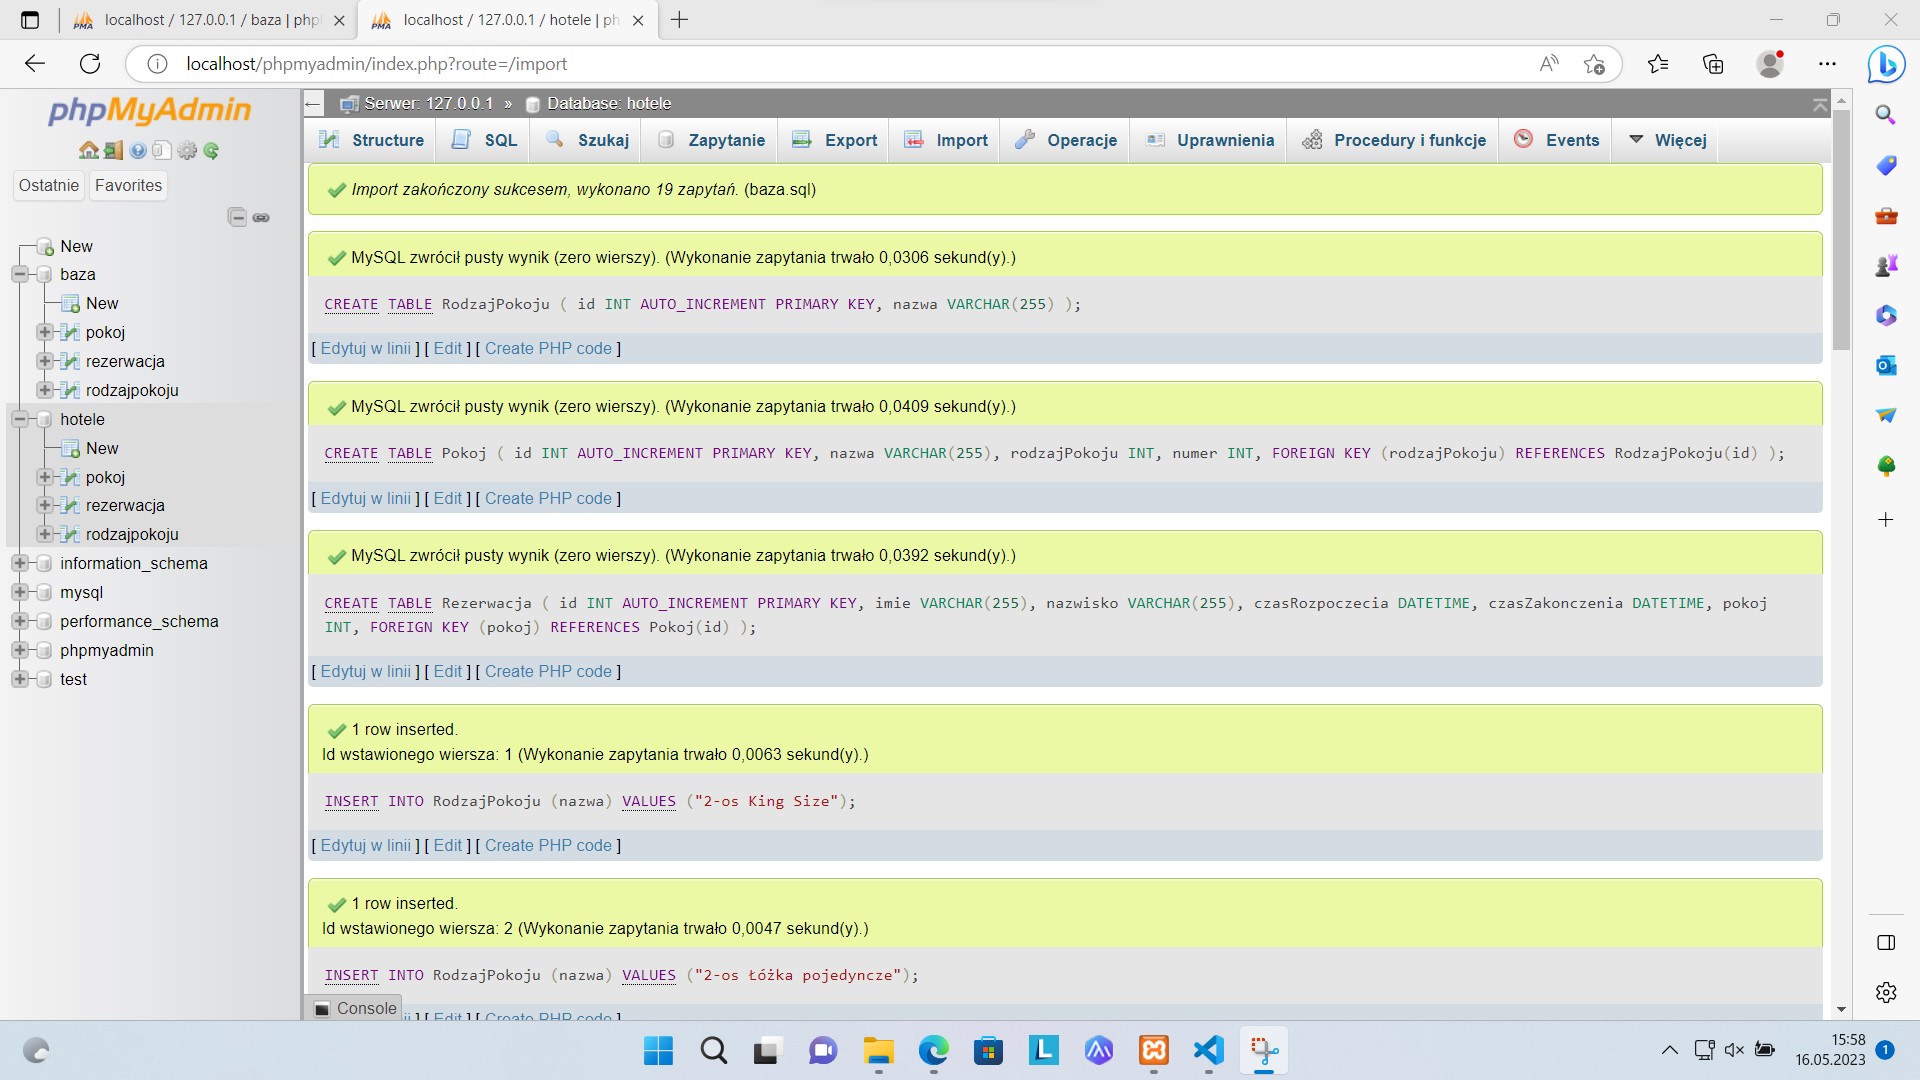 localhost / 127.0.0.1 / baza | php
localhost / 127.0.0.1 / hotele | ph
localhost/phpmyadmin/index.php?route=/import
phpMyAdmin
Ostatnie Favorites
New
baza
New
pokoj
rezerwacja
rodzajpokoju
hotele
New
pokoj
rezerwacja
rodzajpokoju
information_schema
mysql
performance_schema
phpmyadmin
test
Serwer: 127.0.0.1 » Database: hotele
Structure SQL Szukaj Zapytanie Export Import Operacje Uprawnienia Procedury i funkcje Events Więcej
Import zakończony sukcesem, wykonano 19 zapytań. (baza.sql)
MySQL zwrócił pusty wynik (zero wierszy). (Wykonanie zapytania trwało 0,0306 sekund(y).)
CREATE TABLE RodzajPokoju ( id INT AUTO_INCREMENT PRIMARY KEY, nazwa VARCHAR(255) );
[ Edytuj w linii ] [ Edit ] [ Create PHP code ]
MySQL zwrócił pusty wynik (zero wierszy). (Wykonanie zapytania trwało 0,0409 sekund(y).)
CREATE TABLE Pokoj ( id INT AUTO_INCREMENT PRIMARY KEY, nazwa VARCHAR(255), rodzajPokoju INT, numer INT, FOREIGN KEY (rodzajPokoju) REFERENCES RodzajPokoju(id) );
[ Edytuj w linii ] [ Edit ] [ Create PHP code ]
MySQL zwrócił pusty wynik (zero wierszy). (Wykonanie zapytania trwało 0,0392 sekund(y).)
CREATE TABLE Rezerwacja ( id INT AUTO_INCREMENT PRIMARY KEY, imie VARCHAR(255), nazwisko VARCHAR(255), czasRozpoczecia DATETIME, czasZakonczenia DATETIME, pokoj
INT, FOREIGN KEY (pokoj) REFERENCES Pokoj(id) );
[ Edytuj w linii ] [ Edit ] [ Create PHP code ]
1 row inserted.
Id wstawionego wiersza: 1 (Wykonanie zapytania trwało 0,0063 sekund(y).)
INSERT INTO RodzajPokoju (nazwa) VALUES ("2-os King Size");
[ Edytuj w linii ] [ Edit ] [ Create PHP code ]
1 row inserted.
Id wstawionego wiersza: 2 (Wykonanie zapytania trwało 0,0047 sekund(y).)
INSERT INTO RodzajPokoju (nazwa) VALUES ("2-os Łóżka pojedyncze");
Console
ii ] [ Edit ] [ Create PHP code ]
15:58
16.05.2023
1